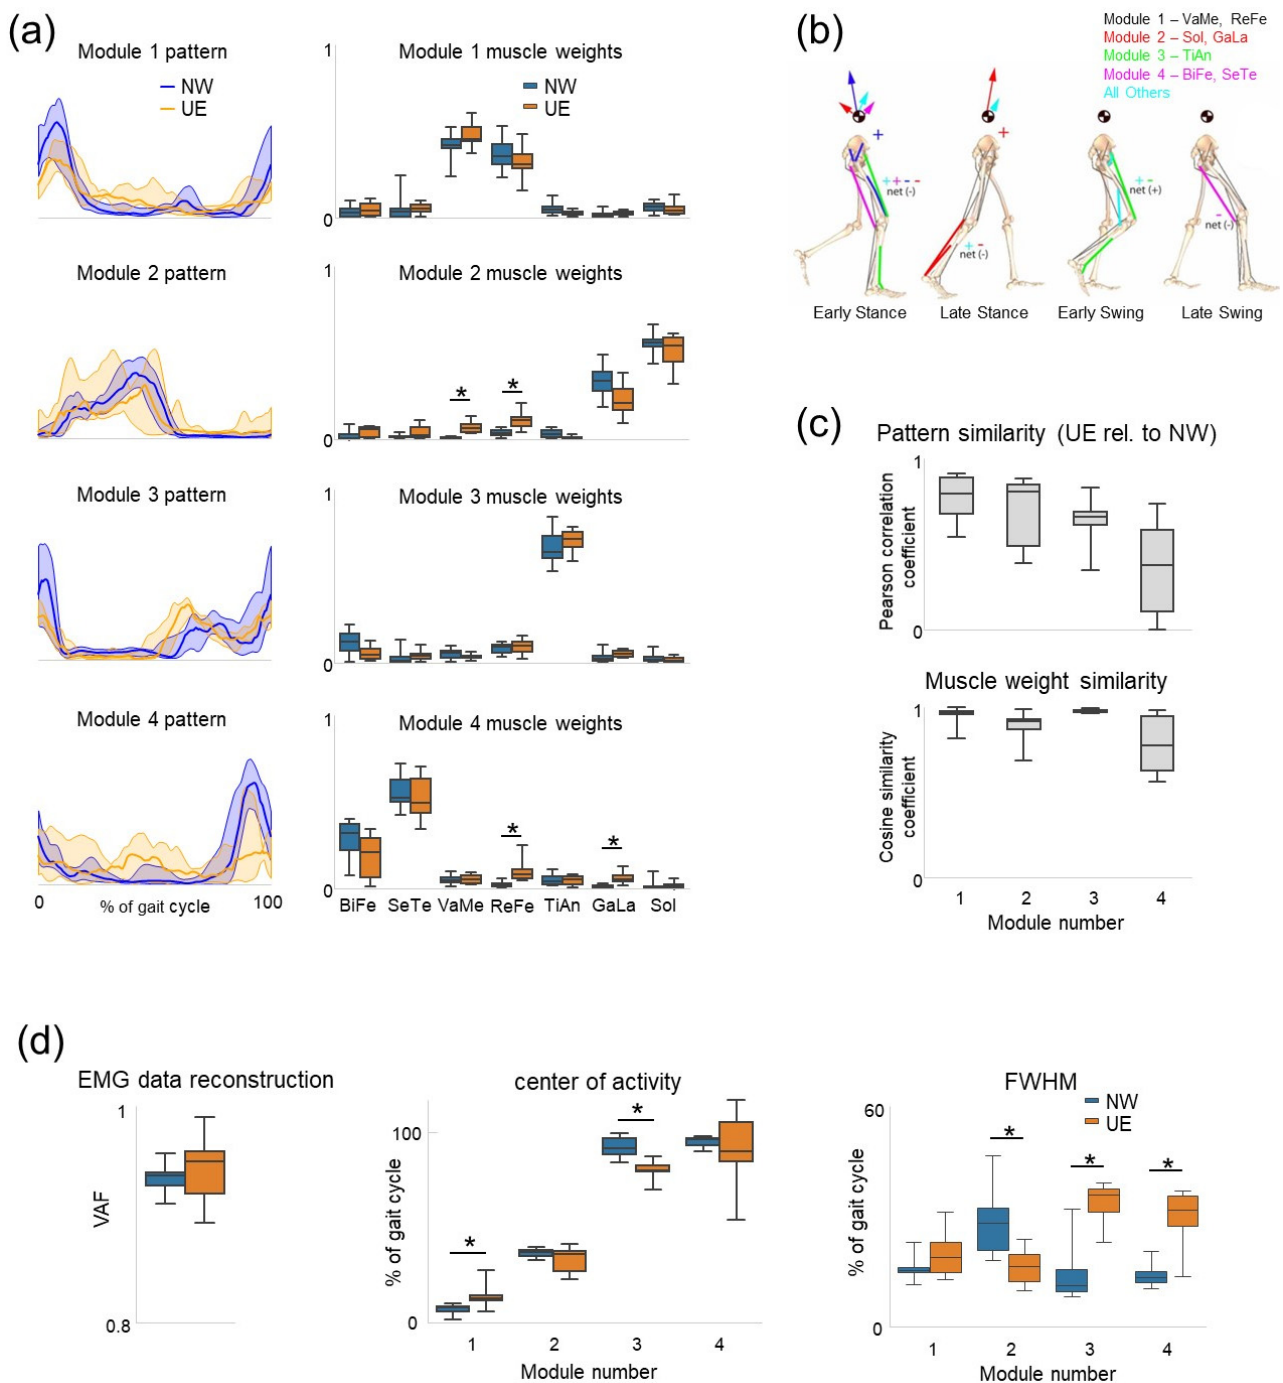 (a)
Module 1 pattern
NW
UE
Module 1 muscle weights
1
NW
UE
0
Module 2 pattern
Module 2 muscle weights
1
*
*
0
Module 3 pattern
Module 3 muscle weights
1
0
Module 4 pattern
Module 4 muscle weights
1
*
*
0
0
% of gait cycle
100
BiFe SeTe VaMe ReFe TiAn GaLa Sol
(b)
Module 1 – VaMe, ReFe
Module 2 – Sol, GaLa
Module 3 – TiAn
Module 4 – BiFe, SeTe
All Others
+
+
+ + - -
net (-)
+ -
net (-)
+ -
net (+)
-
net (-)
Early Stance
Late Stance
Early Swing
Late Swing
(c)
Pattern similarity (UE rel. to NW)
1
Pearson correlation
coefficient
0
Muscle weight similarity
1
Cosine similarity
coefficient
0
1 2 3 4
Module number
(d)
EMG data reconstruction
1
VAF
0.8
center of activity
100
% of gait cycle
0
*
*
1 2 3 4
Module number
FWHM
NW
UE
60
% of gait cycle
0
*
*
*
1 2 3 4
Module number